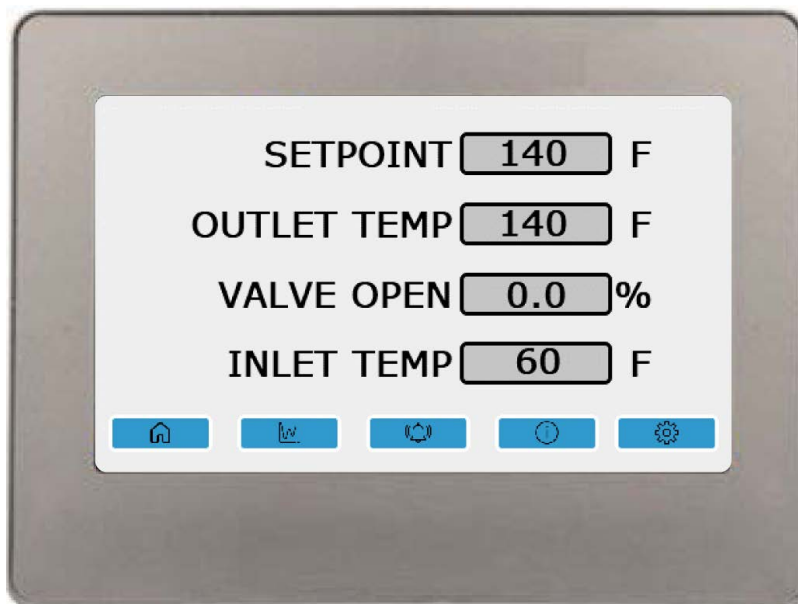 SETPOINT 140 F
OUTLET TEMP 140 F
VALVE OPEN 0.0 %
INLET TEMP 60 F